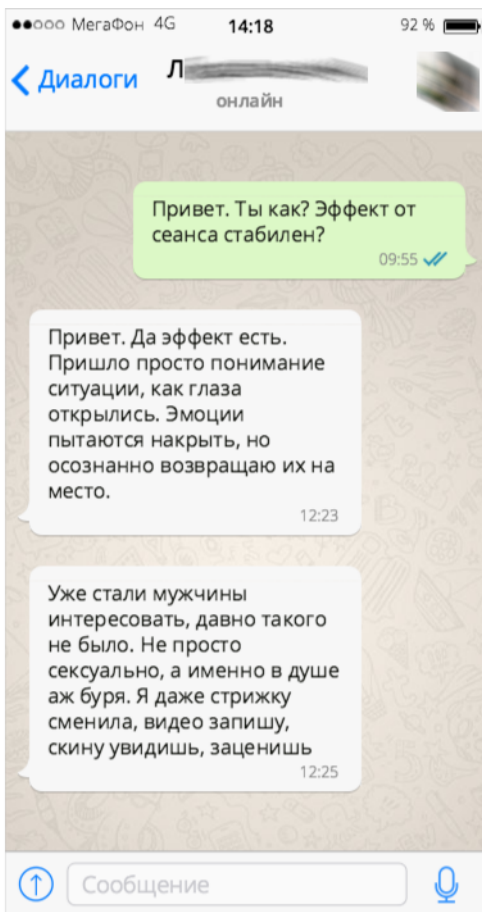 МегаФон 4G 14:18 92 %
Диалоги Л
онлайн
Привет. Ты как? Эффект от
сеанса стабилен?
09:55
Привет. Да эффект есть.
Пришло просто понимание
ситуации, как глаза
открылись. Эмоции
пытаются накрыть, но
осознанно возвращаю их на
место.
12:23
Уже стали мужчины
интересовать, давно такого
не было. Не просто
сексуально, а именно в душе
аж буря. Я даже стрижку
сменила, видео запишу,
скину увидишь, заценишь
12:25
Сообщение